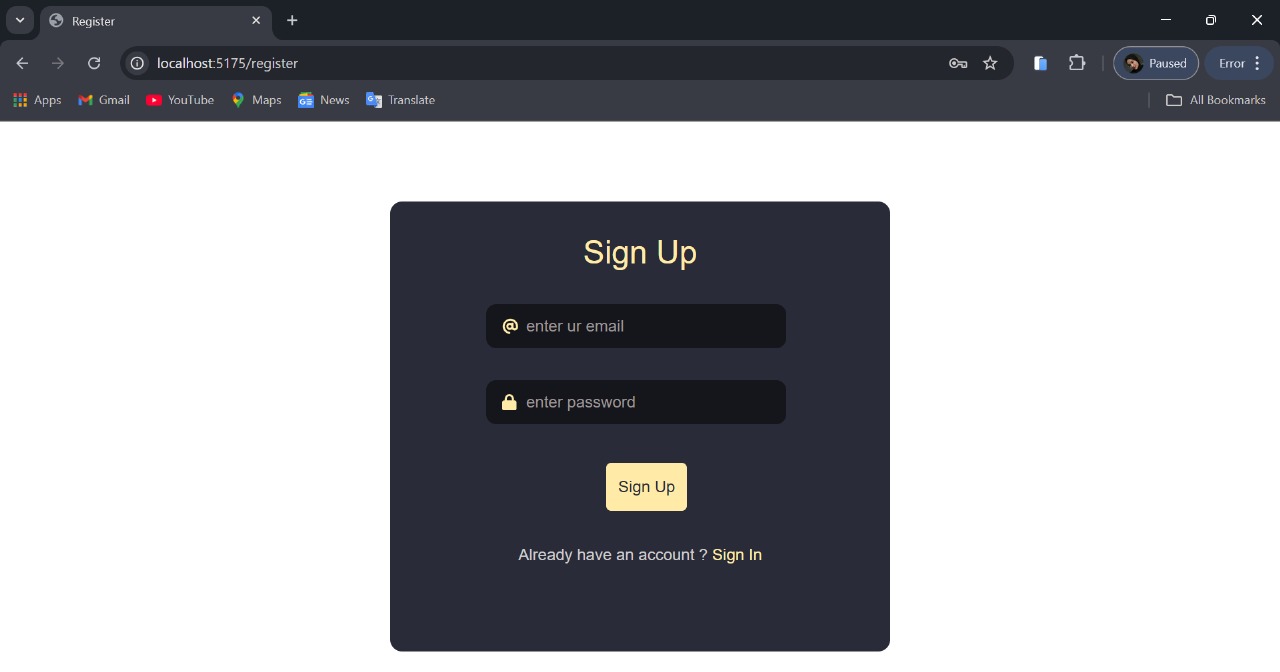 Register
localhost:5175/register
Paused
Error
Apps
Gmail
YouTube
Maps
News
Translate
All Bookmarks
Sign Up
@ enter ur email
enter password
Sign Up
Already have an account ? Sign In